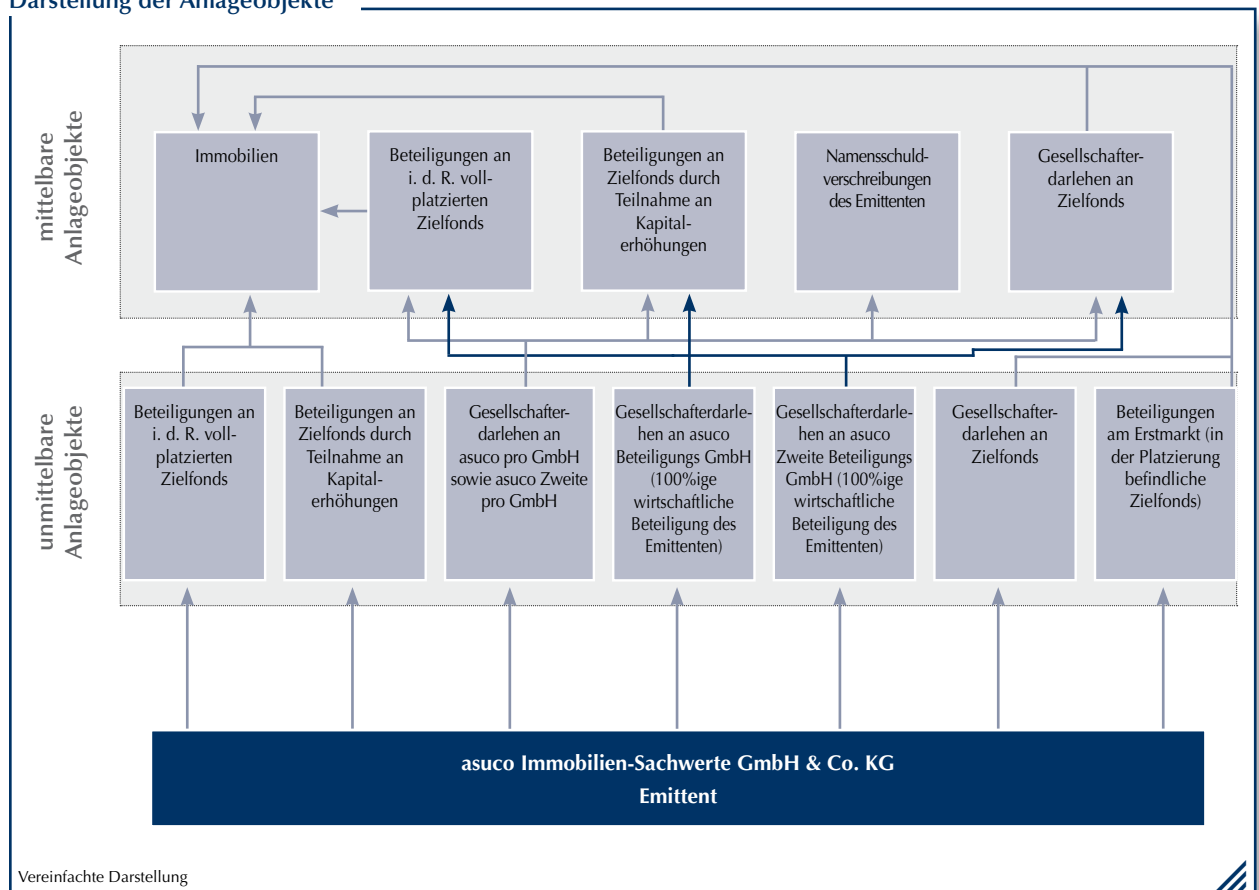 Darstellung der Anlageobjekte
mittelbare
Anlageobjekte
Immobilien
Beteiligungen an
i. d. R. voll-
platzierten
Zielfonds
Beteiligungen an
Zielfonds durch
Teilnahme an
Kapital-
erhöhungen
Namensschuld-
verschreibungen
des Emittenten
Gesellschafter-
darlehen an
Zielfonds
unmittelbare
Anlageobjekte
Beteiligungen an
i. d. R. voll-
platzierten
Zielfonds
Beteiligungen an
Zielfonds durch
Teilnahme an
Kapital-
erhöhungen
Gesellschafter-
darlehen an
asuco pro GmbH
sowie asuco Zweite
pro GmbH
Gesellschafterdarle-
hen an asuco
Beteiligungs GmbH
(100%ige
wirtschaftliche
Beteiligung des
Emittenten)
Gesellschafterdarle-
hen an asuco
Zweite Beteiligungs
GmbH (100%ige
wirtschaftliche
Beteiligung des
Emittenten)
Gesellschafter-
darlehen an
Zielfonds
Beteiligungen
am Erstmarkt (in
der Platzierung
befindliche
Zielfonds)
asuco Immobilien-Sachwerte GmbH & Co. KG
Emittent
Vereinfachte Darstellung